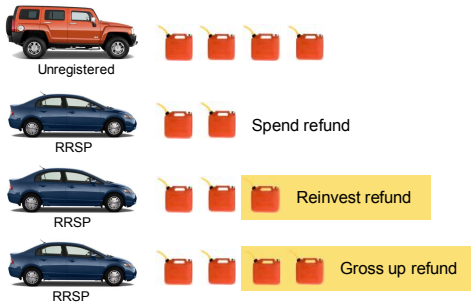 Unregistered
Spend refund
RRSP
Reinvest refund
RRSP
Gross up refund
RRSP